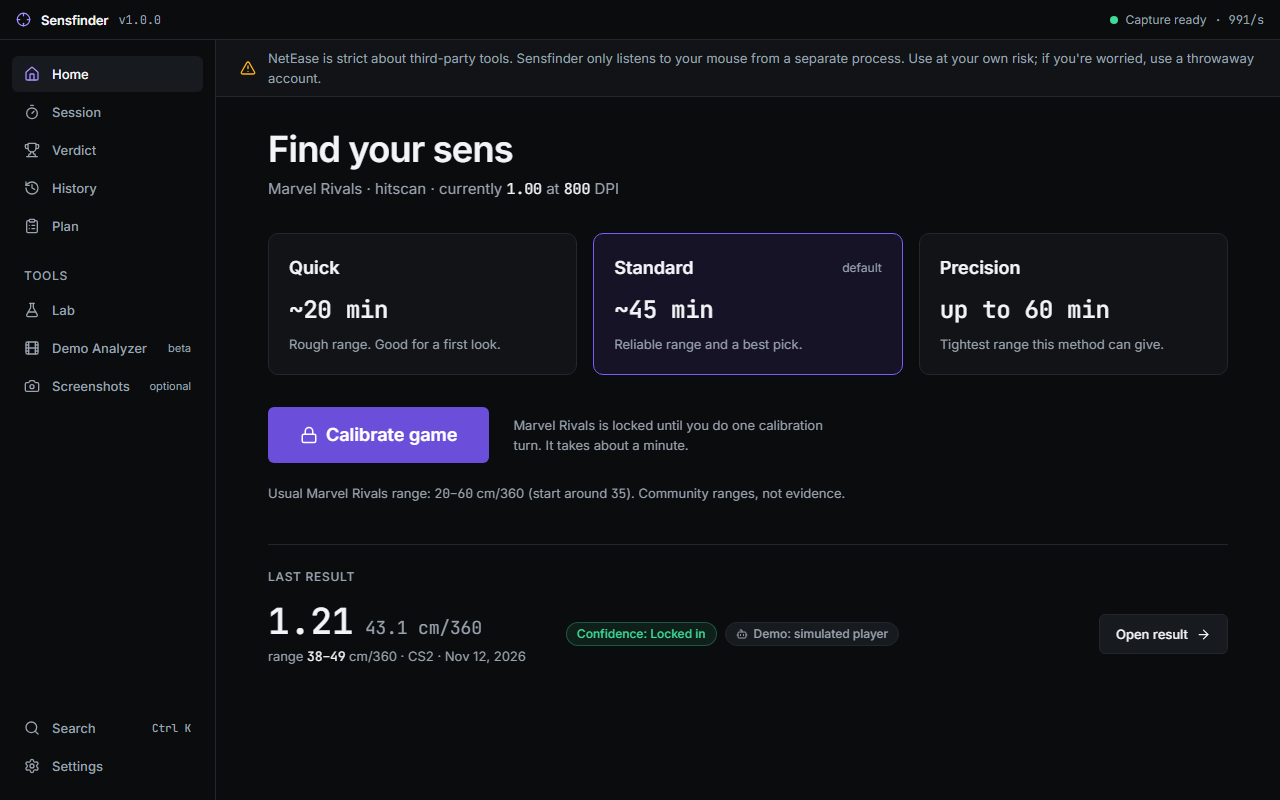 Sensfinder v1.0.0
Capture ready · 991/s
Home
Session
Verdict
History
Plan
TOOLS
Lab
Demo Analyzer beta
Screenshots optional
Search Ctrl K
Settings
NetEase is strict about third-party tools. Sensfinder only listens to your mouse from a separate process. Use at your own risk; if you're worried, use a throwaway
account.
Find your sens
Marvel Rivals · hitscan · currently 1.00 at 800 DPI
Quick
~20 min
Rough range. Good for a first look.
Standard default
~45 min
Reliable range and a best pick.
Precision
up to 60 min
Tightest range this method can give.
Calibrate game
Marvel Rivals is locked until you do one calibration
turn. It takes about a minute.
Usual Marvel Rivals range: 20–60 cm/360 (start around 35). Community ranges, not evidence.
LAST RESULT
1.21 43.1 cm/360
range 38–49 cm/360 · CS2 · Nov 12, 2026
Confidence: Locked in
Demo: simulated player
Open result